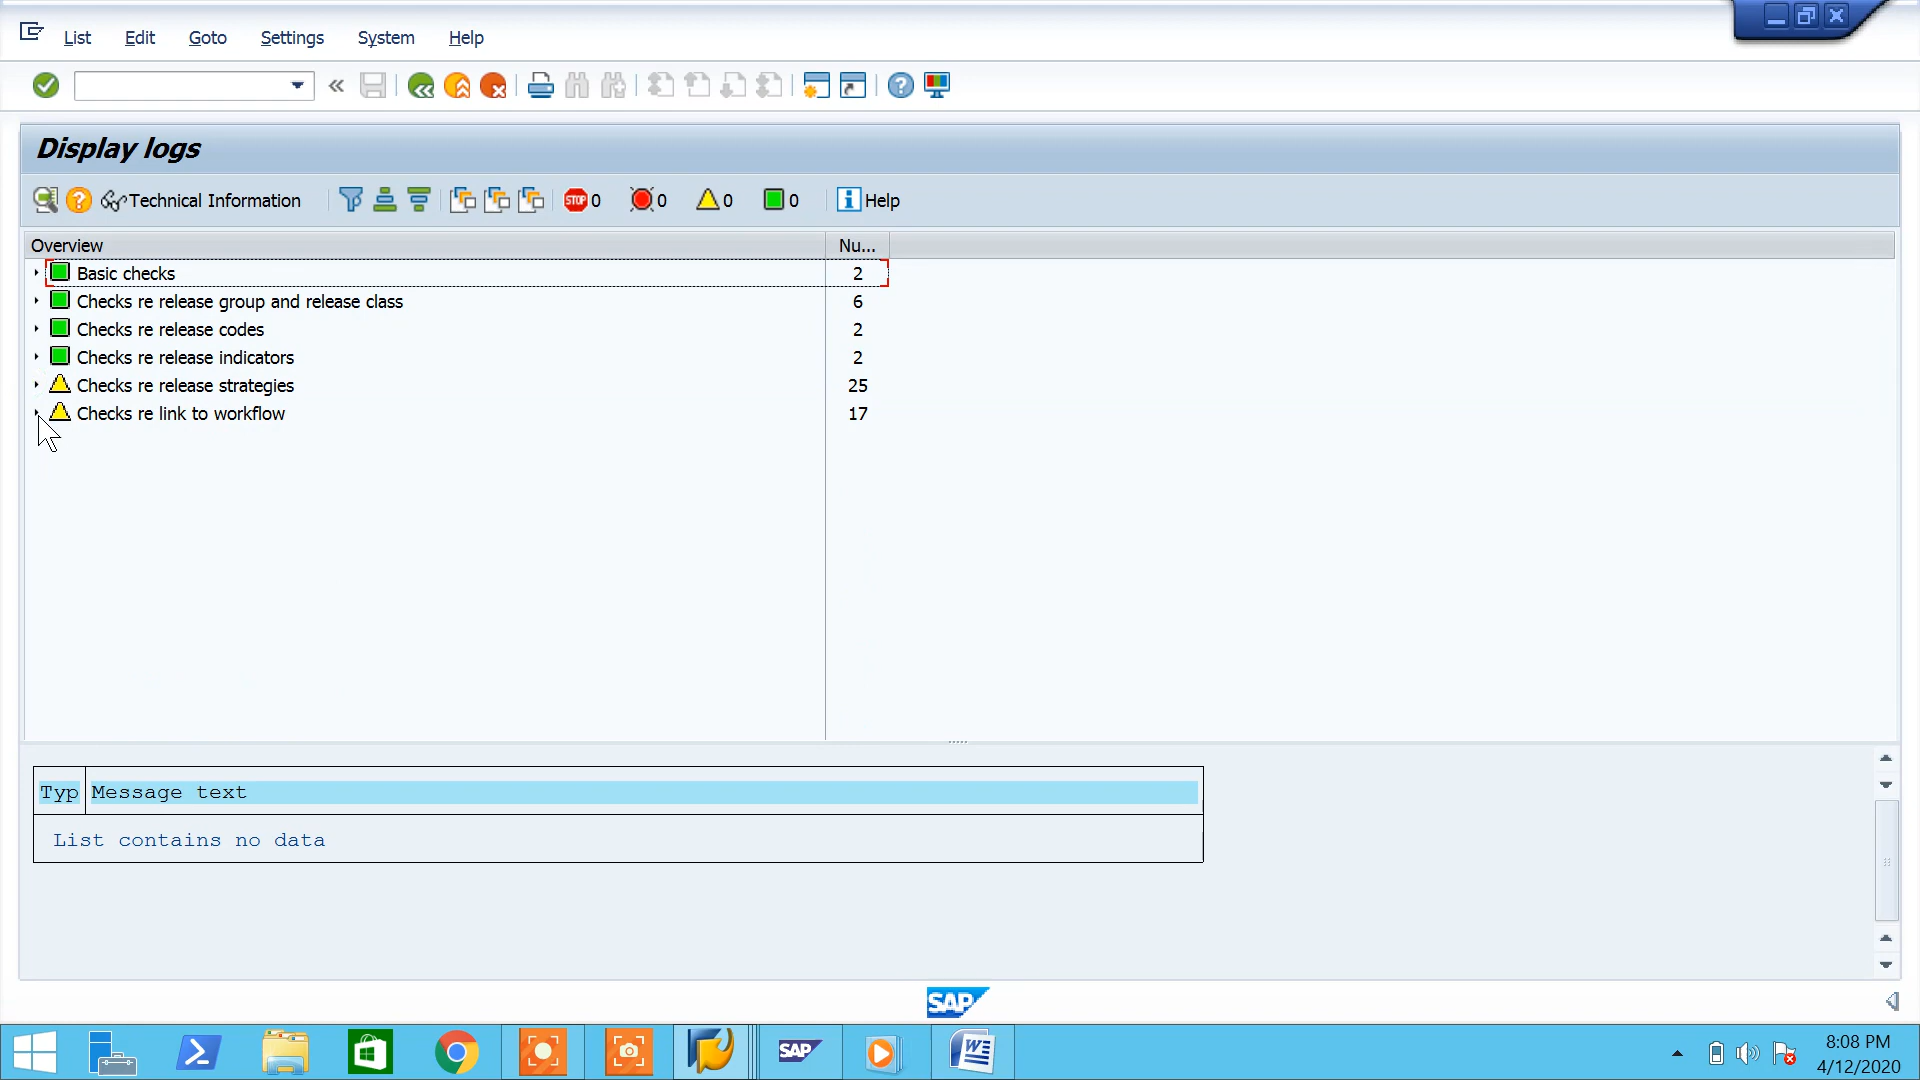 List Edit Goto Settings System Help
Display logs
Technical Information STOP 0 0 0 0 Help
Overview Nu...
Basic checks 2
Checks re release group and release class 6
Checks re release codes 2
Checks re release indicators 2
Checks re release strategies 25
Checks re link to workflow 17
Typ Message text
List contains no data
SAP
SAP
8:08 PM
4/12/2020